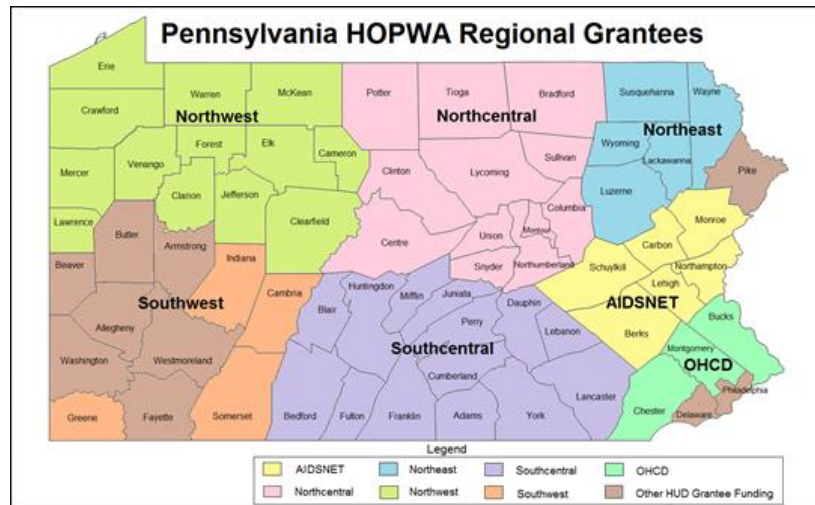 Pennsylvania HOPWA Regional Grantees
Erie
Warren
McKean
Potter
Tioga
Bradford
Susquehanna
Wayne
Crawford
Northwest
Northcentral
Northeast
Forest
Elk
Cameron
Wyoming
Lackawanna
Sullivan
Mercer
Venango
Clarion
Jefferson
Clinton
Lycoming
Luzerne
Pike
Lawrence
Clearfield
Centre
Union
Montour
Columbia
Monroe
Carbon
Butler
Armstrong
Indiana
Snyder
Northumberland
Schuylkill
Northampton
Lehigh
Beaver
Southwest
Cambria
Blair
Huntingdon
Mifflin
Juniata
Dauphin
AIDSNET
Bucks
Allegheny
Perry
Lebanon
Berks
Southcentral
Montgomery
OHCD
Washington
Westmoreland
Cumberland
Philadelphia
Greene
Fayette
Somerset
Bedford
Fulton
Franklin
Adams
York
Lancaster
Chester
Delaware
Legend
AIDSNET
Northeast
Southcentral
OHCD
Northcentral
Northwest
Southwest
Other HUD Grantee Funding